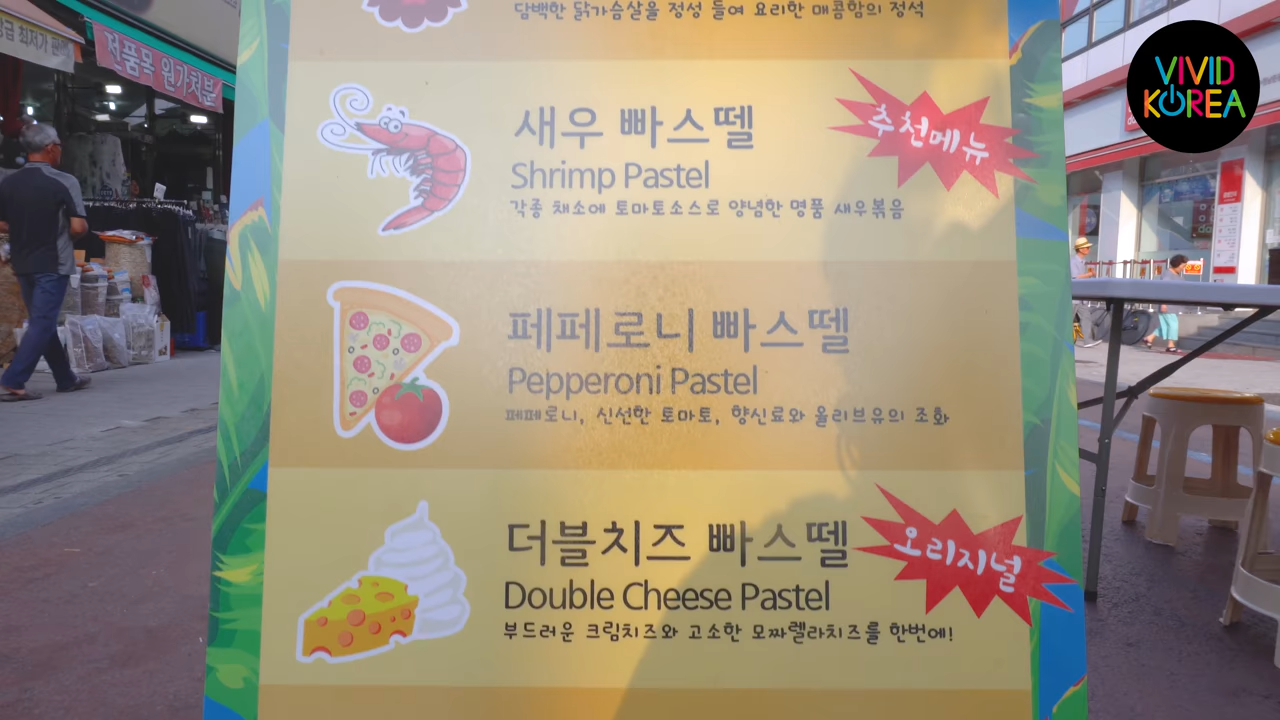 담백한 닭가슴살을 정성 들여 요리한 매콤함의 정석
전품목 원가처분
최저가
VIVID
KOREA
새우 빠스뗄
추천메뉴
Shrimp Pastel
각종 채소에 토마토소스로 양념한 명품 새우볶음
페페로니 빠스뗄
Pepperoni Pastel
페페로니, 신선한 토마토, 향신료와 올리브유의 조화
더블치즈 빠스뗄
오리지널
Double Cheese Pastel
부드러운 크림치즈와 고소한 모짜렐라치즈를 한번에!